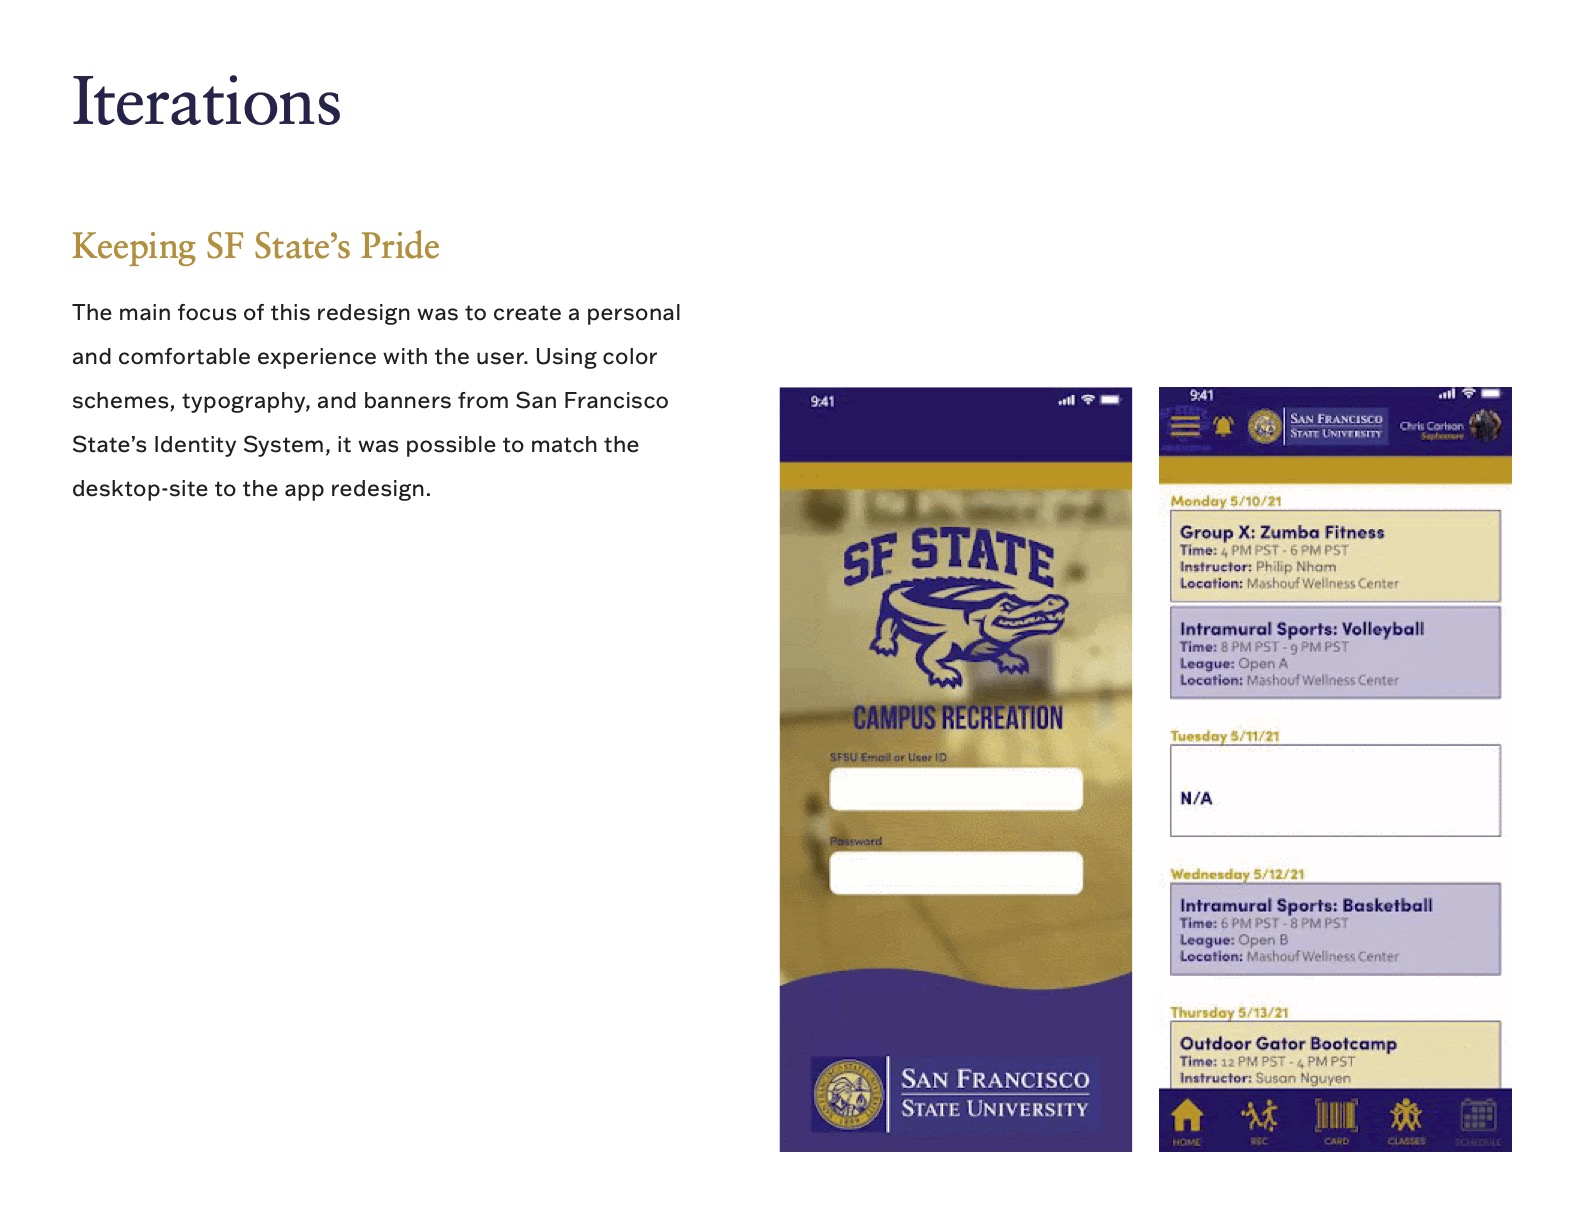 Iterations
Keeping SF State’s Pride
The main focus of this redesign was to create a personal
and comfortable experience with the user. Using color
schemes, typography, and banners from San Francisco
State’s Identity System, it was possible to match the
desktop-site to the app redesign.
9:41
SF STATE
CAMPUS RECREATION
SFSU Email or User ID
Password
SAN FRANCISCO
STATE UNIVERSITY
9:41
SAN FRANCISCO
STATE UNIVERSITY
Chris Carlson
Sophomore
Monday 5/10/21
Group X: Zumba Fitness
Time: 4 PM PST - 6 PM PST
Instructor: Philip Nham
Location: Mashouf Wellness Center
Intramural Sports: Volleyball
Time: 8 PM PST - 9 PM PST
League: Open A
Location: Mashouf Wellness Center
Tuesday 5/11/21
N/A
Wednesday 5/12/21
Intramural Sports: Basketball
Time: 6 PM PST - 8 PM PST
League: Open B
Location: Mashouf Wellness Center
Thursday 5/13/21
Outdoor Gator Bootcamp
Time: 12 PM PST - 4 PM PST
Instructor: Susan Nguyen
HOME
REC
CARD
CLASSES
SCHEDULE